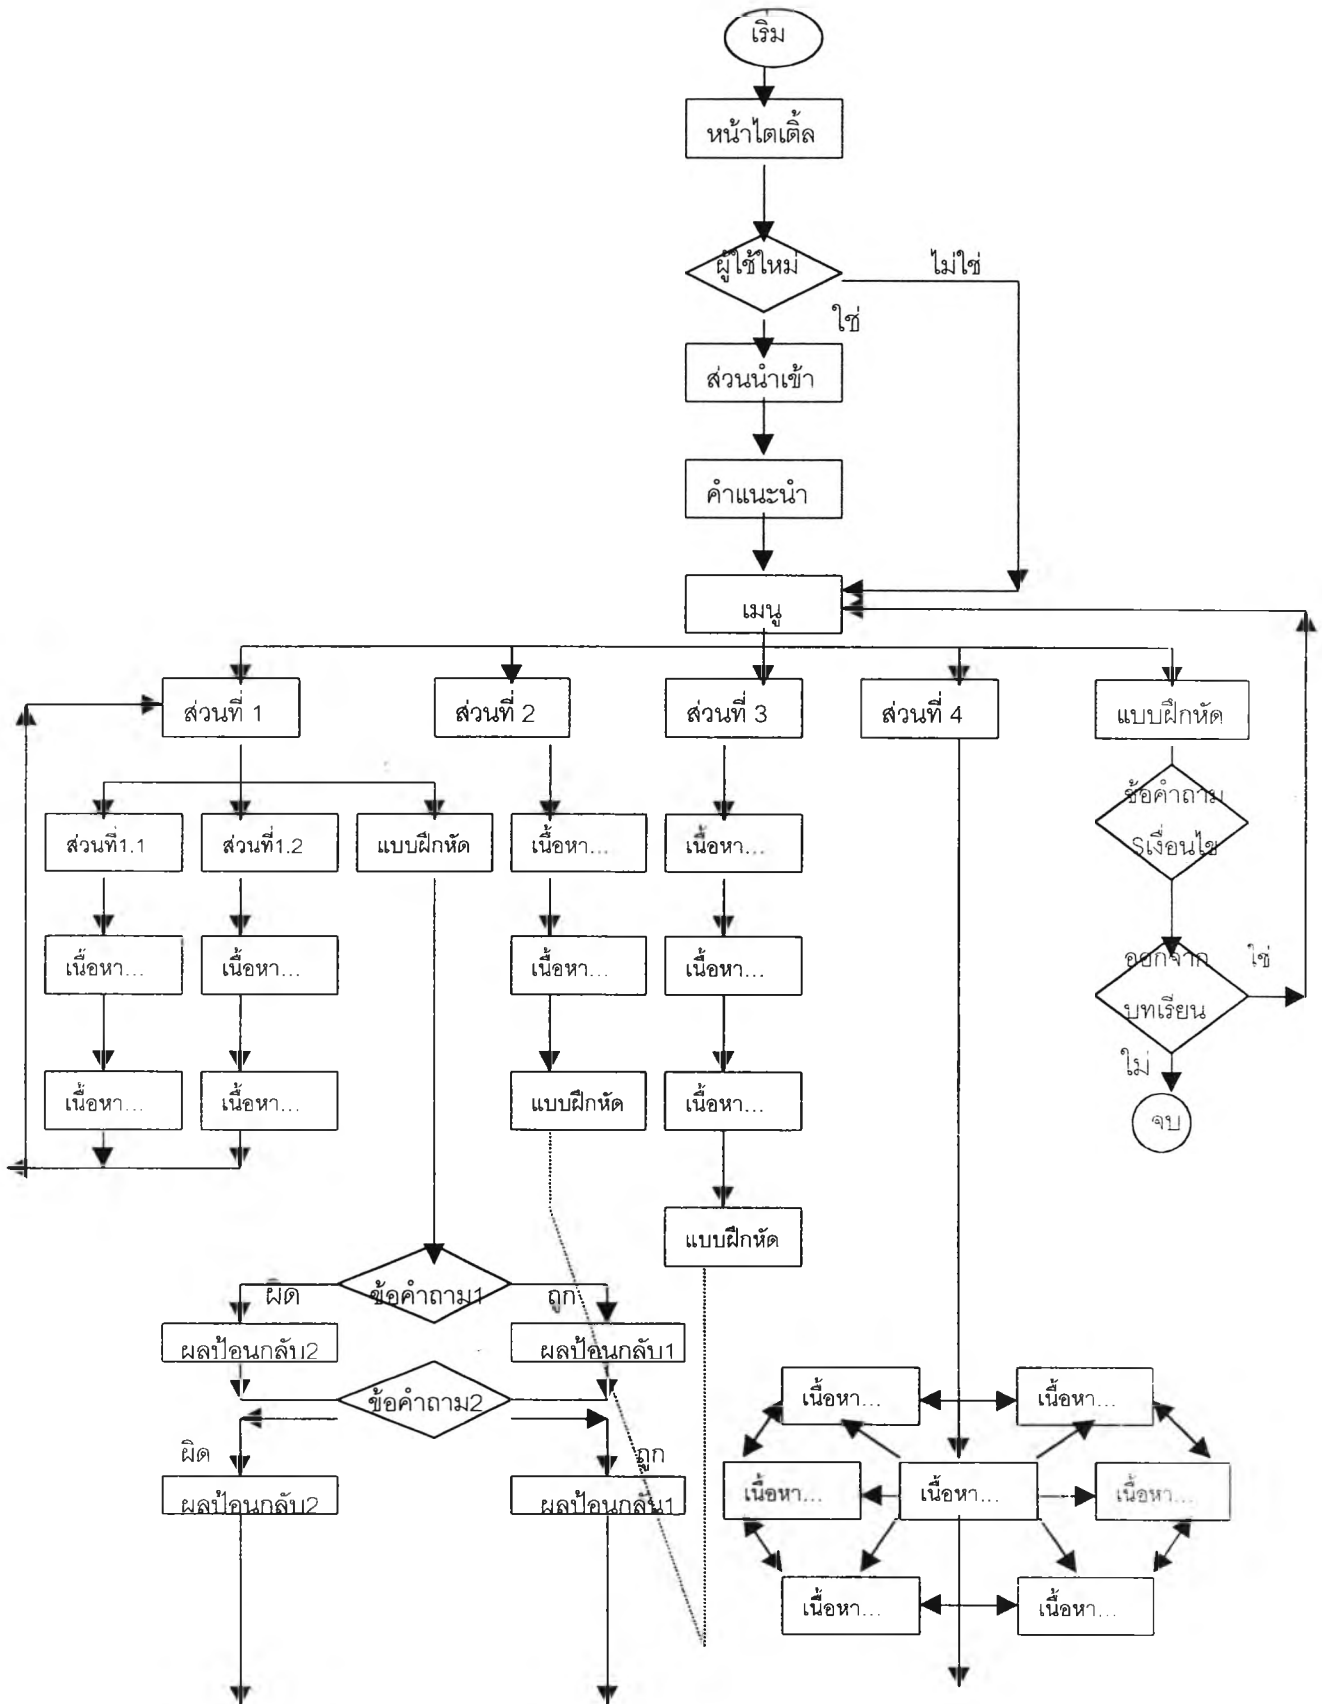 เริ่ม
หน้าไตเติ้ล
ผู้ใช้ใหม่
ไม่ใช่
ใช่
ส่วนนำเข้า
คำแนะนำ
เมนู
ส่วนที่ 1
ส่วนที่ 2
ส่วนที่ 3
ส่วนที่ 4
แบบฝึกหัด
ข้อคำถาม
Sเงื่อนไข
ส่วนที่1.1
ส่วนที่1.2
แบบฝึกหัด
เนื้อหา...
เนื้อหา...
เนื้อหา...
เนื้อหา...
เนื้อหา...
เนื้อหา...
ออกจาก
บทเรียน
ใช่
ไม่
จบ
เนื้อหา...
เนื้อหา...
แบบฝึกหัด
เนื้อหา...
แบบฝึกหัด
ผิด
ข้อคำถาม1
ถูก
ผลป้อนกลับ2
ผลป้อนกลับ1
ข้อคำถาม2
ผิด
ถูก
ผลป้อนกลับ2
ผลป้อนกลับ1
เนื้อหา...
เนื้อหา...
เนื้อหา...
เนื้อหา...
เนื้อหา...
เนื้อหา...
เนื้อหา...